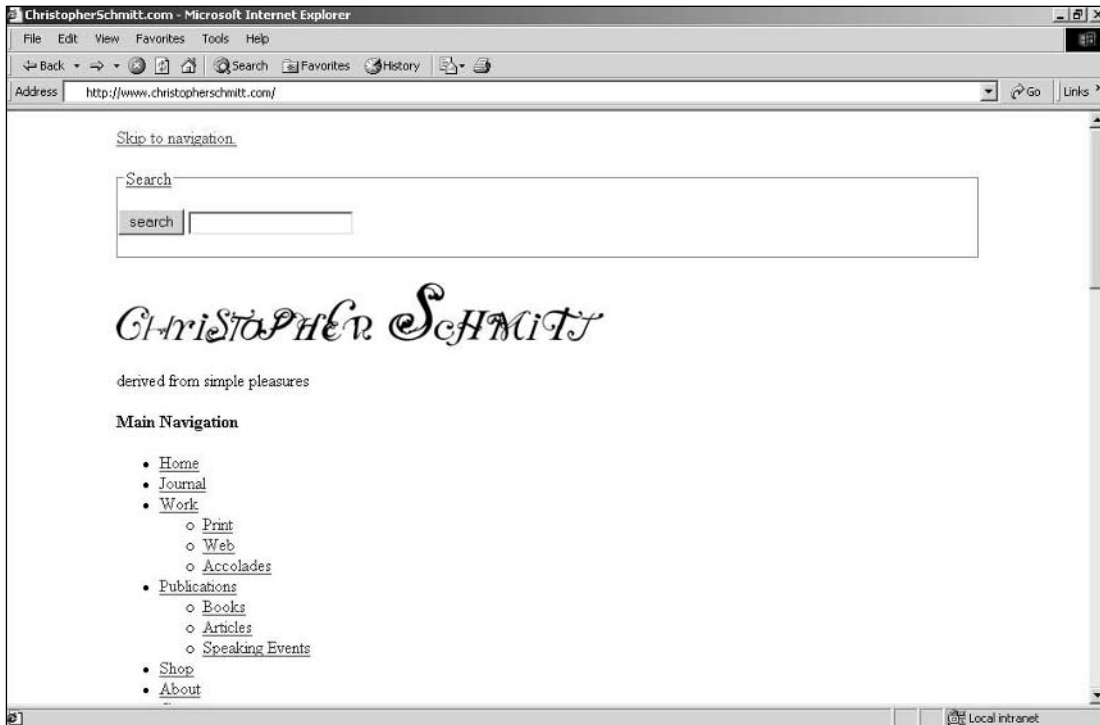 ChristopherSchmitt.com - Microsoft Internet Explorer
File Edit View Favorites Tools Help
Back Search Favorites History
Address http://www.christopherschmitt.com/ Go Links
Skip to navigation.
Search
search
CHriSToPHER ScHMiTT
derived from simple pleasures
Main Navigation
• Home
• Journal
• Work
o Print
o Web
o Accolades
• Publications
o Books
o Articles
o Speaking Events
• Shop
• About
Local intranet